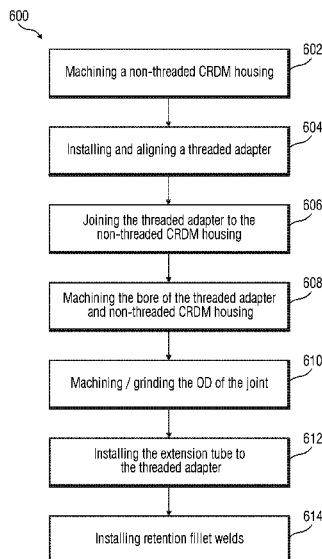 600
602
Machining a non-threaded CRDM housing
604
Installing and aligning a threaded adapter
606
Joining the threaded adapter to the
non-threaded CRDM housing
608
Machining the bore of the threaded adapter
and non-threaded CRDM housing
610
Machining / grinding the OD of the joint
612
Installing the extension tube to
the threaded adapter
614
Installing retention fillet welds